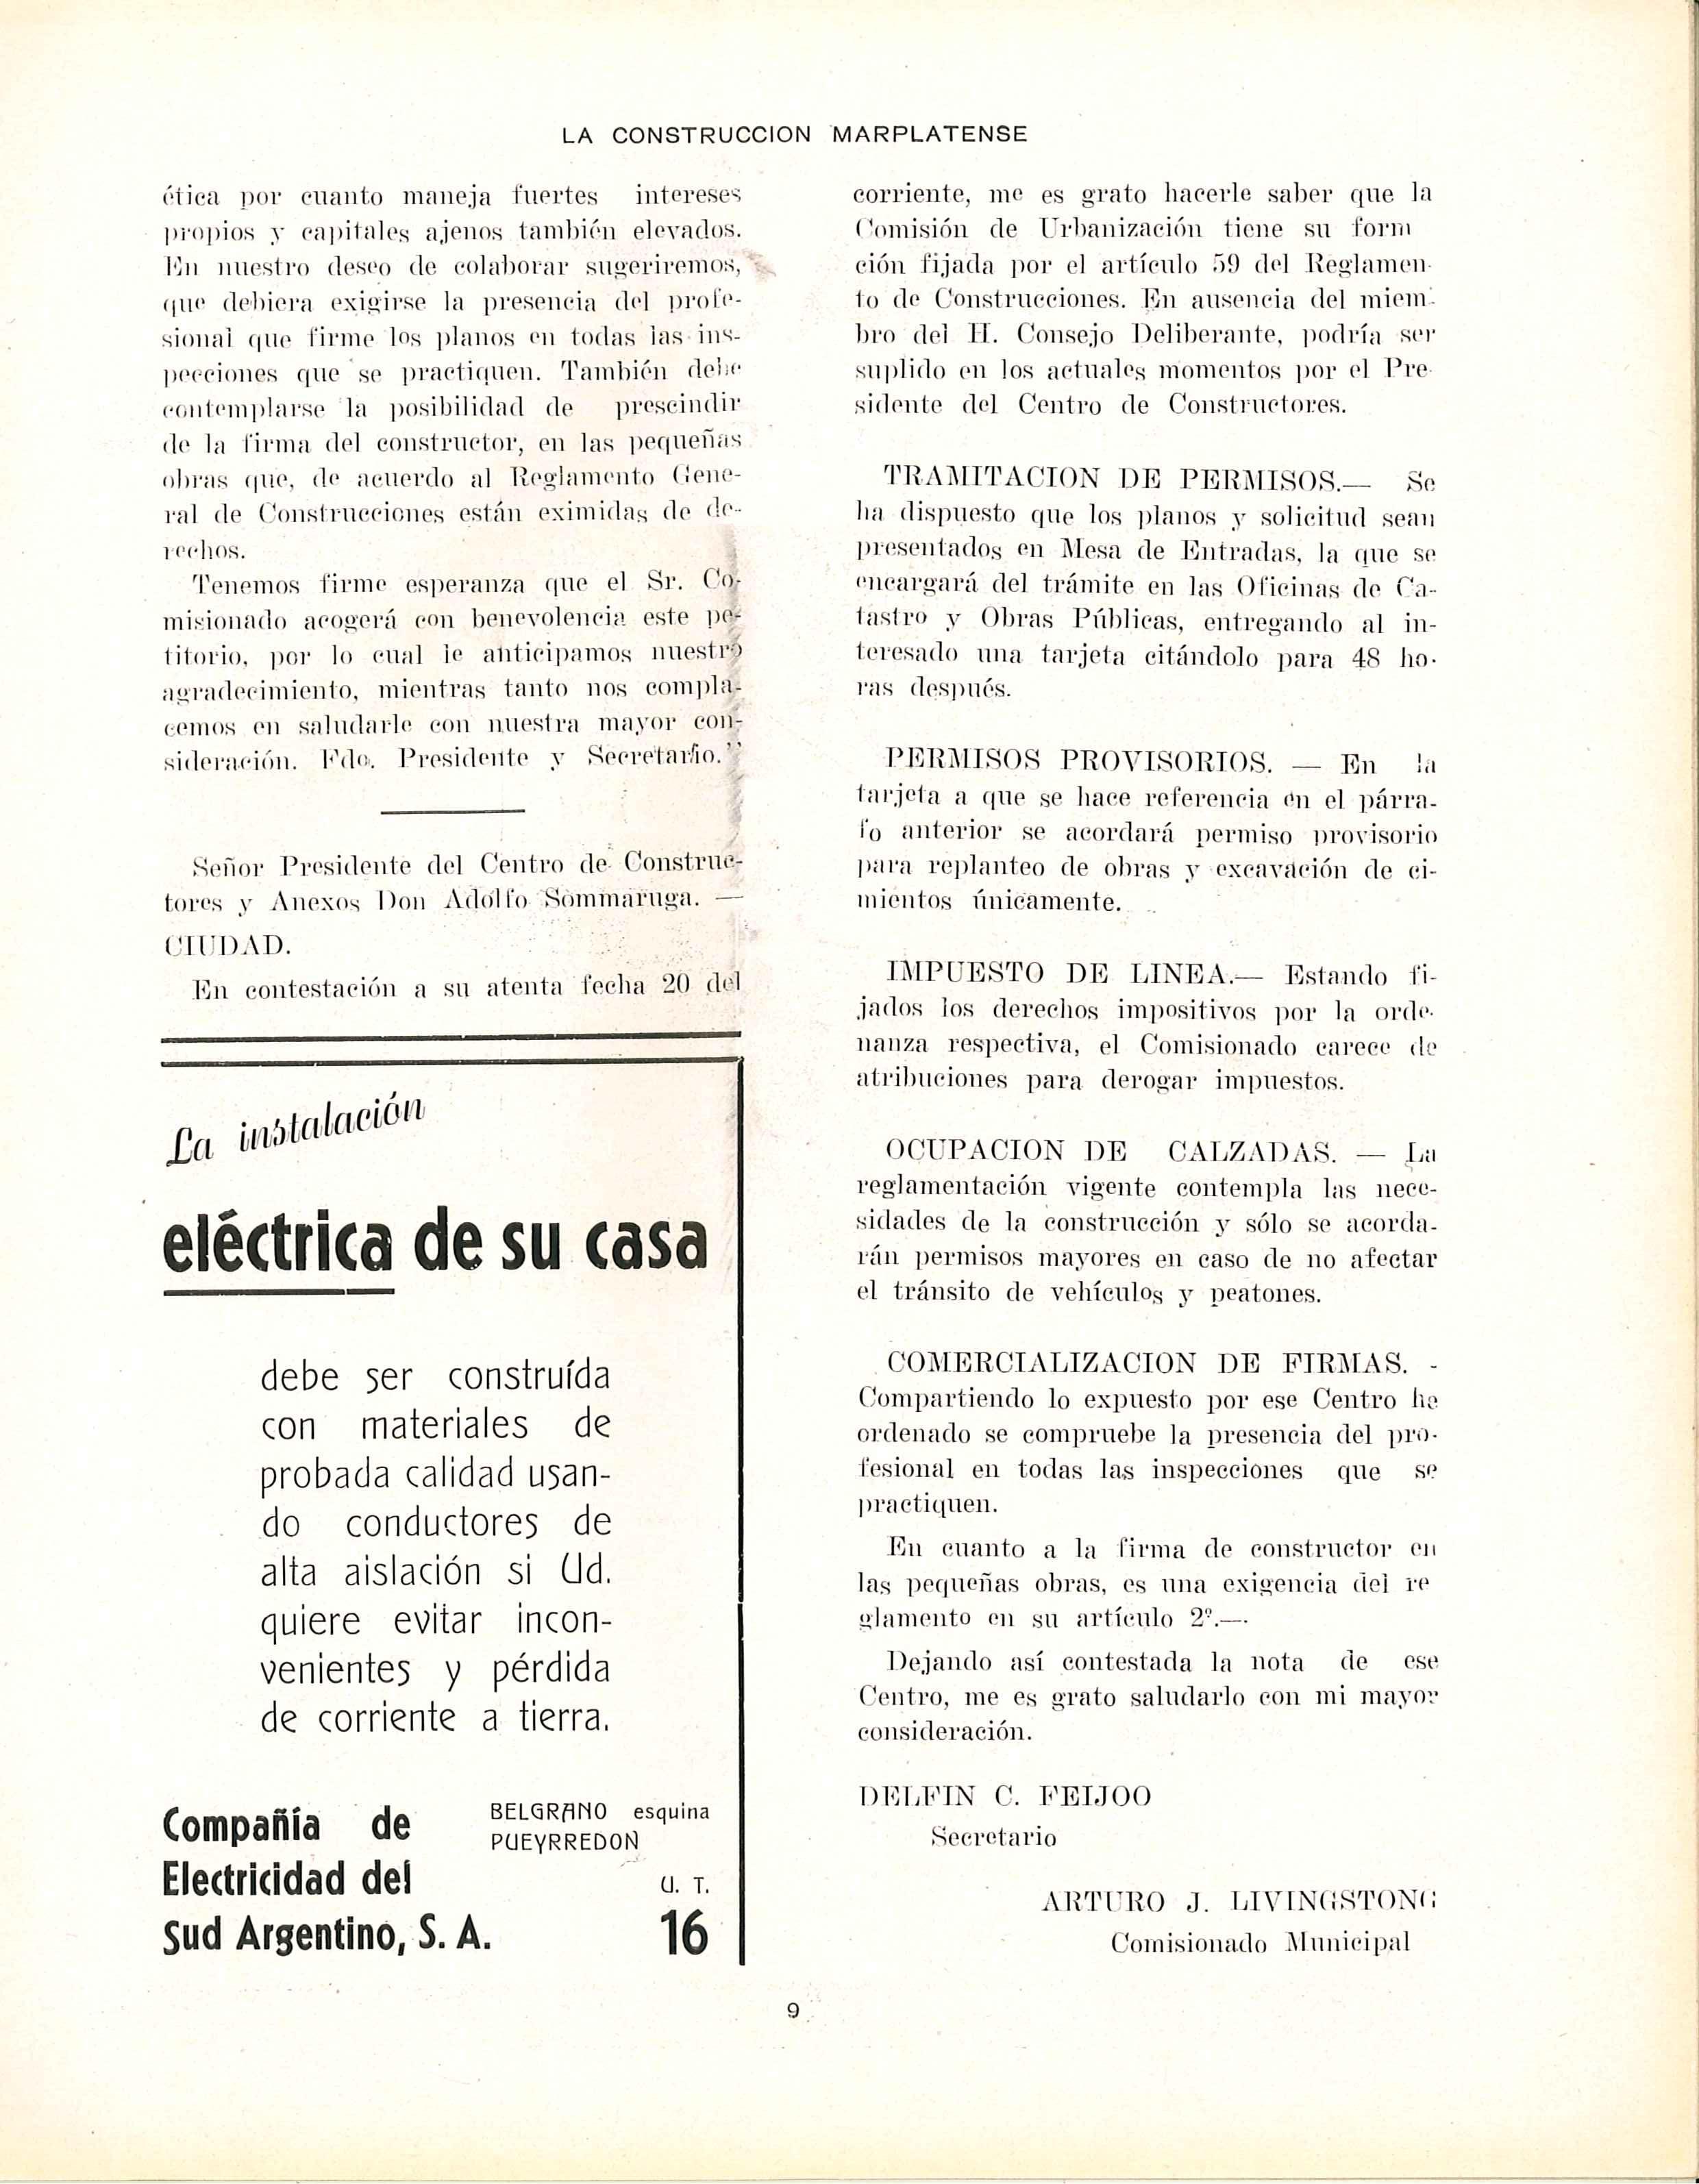 LA CONSTRUCCION MARPLATENSE
ética por cuanto maneja fuertes intereses
propios y capitales ajenos también elevados.
En nuestro deseo de colaborar sugeriremos,
que debiera exigirse la presencia del profe-
sional que firme los planos en todas las ins-
pecciones que se practiquen. También debe
contemplarse la posibilidad de prescindir
de la firma del constructor, en las pequeñas
obras que, de acuerdo al Reglamento Gene-
ral de Construcciones están eximidas de de-
rechos.
Tenemos firme esperanza que el Sr. Co-
misionado acogerá con benevolencia este pe-
titorio, por lo cual le anticipamos nuestro
agradecimiento, mientras tanto nos compla-
cemos en saludarle con nuestra mayor con-
sideración. Fdo. Presidente y Secretario."
Señor Presidente del Centro de Construc-
tores y Anexos Don Adolfo Sommaruga. —
CIUDAD.
En contestación a su atenta fecha 20 del
La instalación
eléctrica de su casa
debe ser construída
con materiales de
probada calidad usan-
do conductores de
alta aislación si Ud.
quiere evitar incon-
venientes y pérdida
de corriente a tierra.
Compañía de
Electricidad del
Sud Argentino, S. A.
BELGRANO esquina
PUEYRREDON
U. T.
16
corriente, me es grato hacerle saber que la
Comisión de Urbanización tiene su form
ción fijada por el artículo 59 del Reglamen-
to de Construcciones. En ausencia del miem-
bro del H. Consejo Deliberante, podría ser
suplido en los actuales momentos por el Pre-
sidente del Centro de Constructores.
TRAMITACION DE PERMISOS.— Se
ha dispuesto que los planos y solicitud sean
presentados en Mesa de Entradas, la que se
encargará del trámite en las Oficinas de Ca-
tastro y Obras Públicas, entregando al in-
teresado una tarjeta citándolo para 48 ho-
ras después.
PERMISOS PROVISORIOS. — En la
tarjeta a que se hace referencia en el párra-
fo anterior se acordará permiso provisorio
para replanteo de obras y excavación de ci-
mientos únicamente.
IMPUESTO DE LINEA.— Estando fi-
jados los derechos impositivos por la orde-
nanza respectiva, el Comisionado carece de
atribuciones para derogar impuestos.
OCUPACION DE CALZADAS. — La
reglamentación vigente contempla las nece-
sidades de la construcción y sólo se acorda-
rán permisos mayores en caso de no afectar
el tránsito de vehículos y peatones.
COMERCIALIZACION DE FIRMAS. -
Compartiendo lo expuesto por ese Centro he
ordenado se compruebe la presencia del pro-
fesional en todas las inspecciones que se
practiquen.
En cuanto a la firma de constructor en
las pequeñas obras, es una exigencia del re
glamento en su artículo 2º.—.
Dejando así contestada la nota de ese
Centro, me es grato saludarlo con mi mayor
consideración.
DELFIN C. FEIJOO
Secretario
ARTURO J. LIVINGSTONG
Comisionado Municipal
9